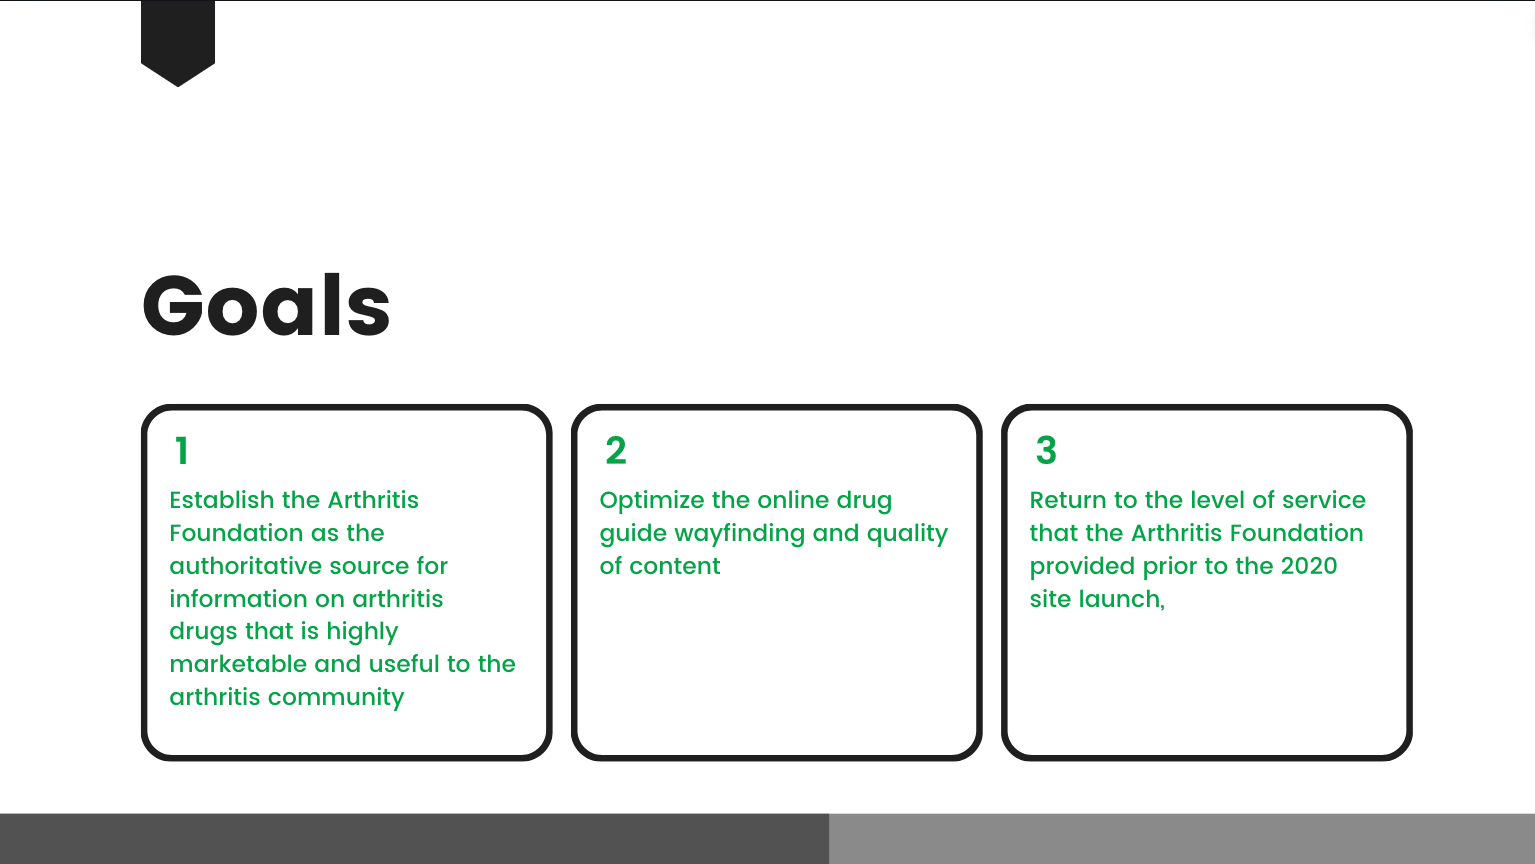 Goals
1
Establish the Arthritis
Foundation as the
authoritative source for
information on arthritis
drugs that is highly
marketable and useful to the
arthritis community
2
Optimize the online drug
guide wayfinding and quality
of content
3
Return to the level of service
that the Arthritis Foundation
provided prior to the 2020
site launch,